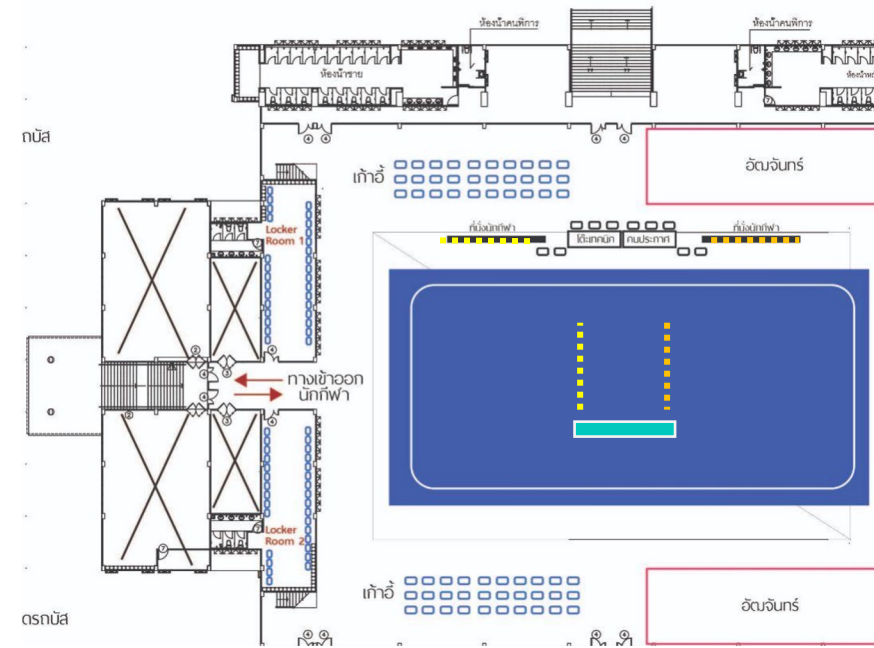 ห้องน้ำคนพิการ
ห้องน้ำคนพิการ
ห้องน้ำชาย
ถบัส
เก้าอี้
อัฒจันทร์
Locker
Room 1
ที่นั่งนักกีฬา
โต๊ะเทคนิค
คนประกาศ
ที่นั่งนักกีฬา
ทางเข้าออก
นักกีฬา
Locker
Room 2
เก้าอี้
อัฒจันทร์
ดรถบัส